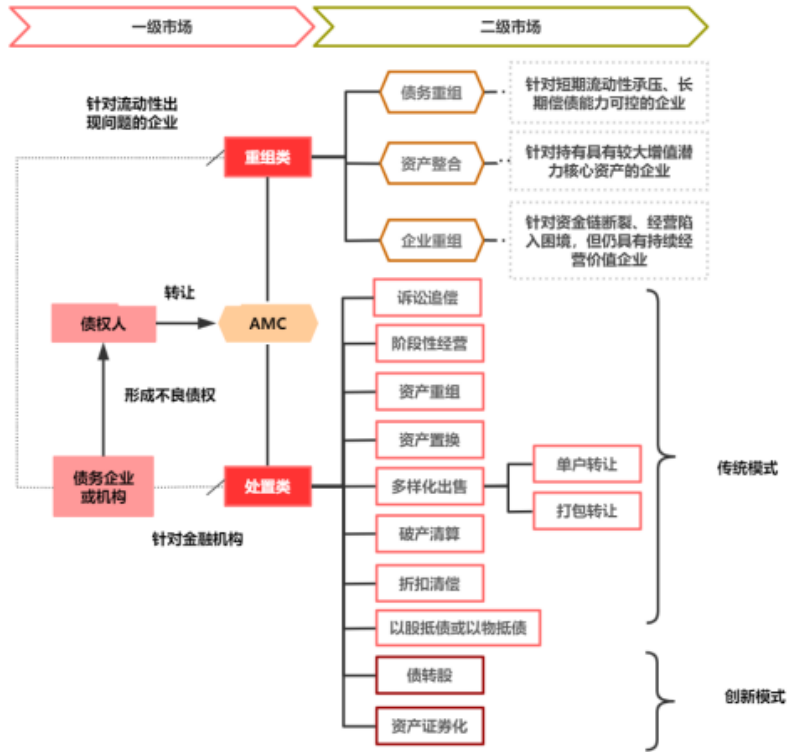 一级市场
二级市场
针对流动性出
现问题的企业
重组类
债务重组
针对短期流动性承压、长
期偿债能力可控的企业
资产整合
针对持有具有较大增值潜
力核心资产的企业
企业重组
针对资金链断裂、经营陷
入困境，但仍具有持续经
营价值企业
债权人
转让
AMC
形成不良债权
债务企业
或机构
针对金融机构
处置类
诉讼追偿
阶段性经营
资产重组
资产置换
多样化出售
单户转让
打包转让
破产清算
折扣清偿
以股抵债或以物抵债
传统模式
债转股
资产证券化
创新模式